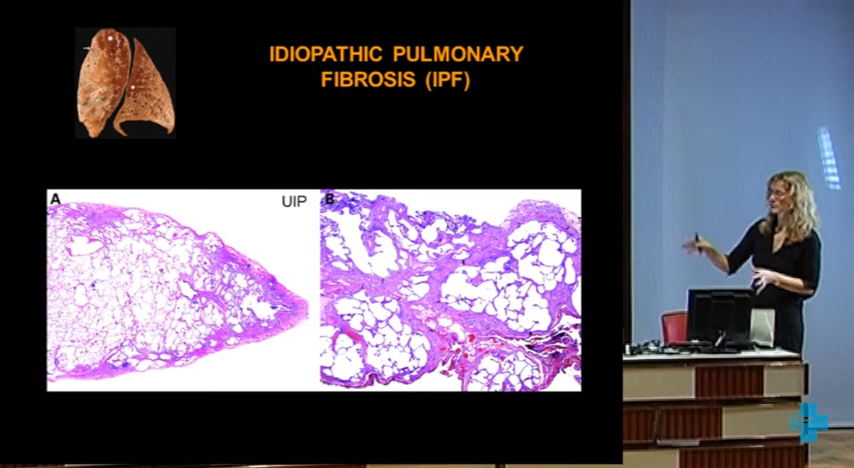 IDIOPATHIC PULMONARY
FIBROSIS (IPF)
A
UIP
B